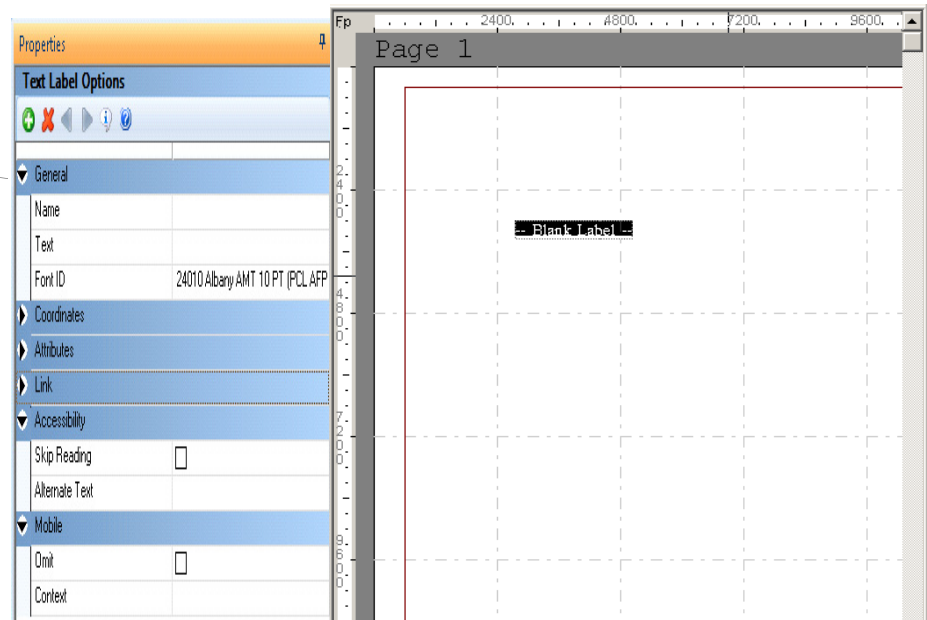 Properties
Text Label Options
General
Name
Text
Font ID 24010 Albany AMT 10 PT (PCL AFP
Coordinates
Attributes
Link
Accessibility
Skip Reading
Alternate Text
Mobile
Omit
Context
Fp 2400 4800 7200 9600
Page 1
2400
4800
7200
9600
-- Blank Label --